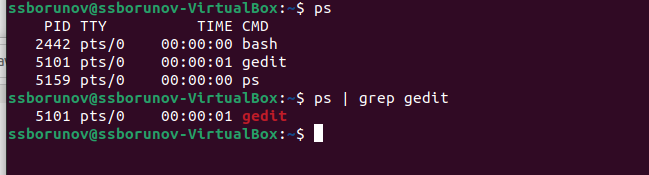 ssborunov@ssborunov-VirtualBox:~$ ps
PID TTY TIME CMD
2442 pts/0 00:00:00 bash
5101 pts/0 00:00:01 gedit
5159 pts/0 00:00:00 ps
ssborunov@ssborunov-VirtualBox:~$ ps | grep gedit
5101 pts/0 00:00:01 gedit
ssborunov@ssborunov-VirtualBox:~$